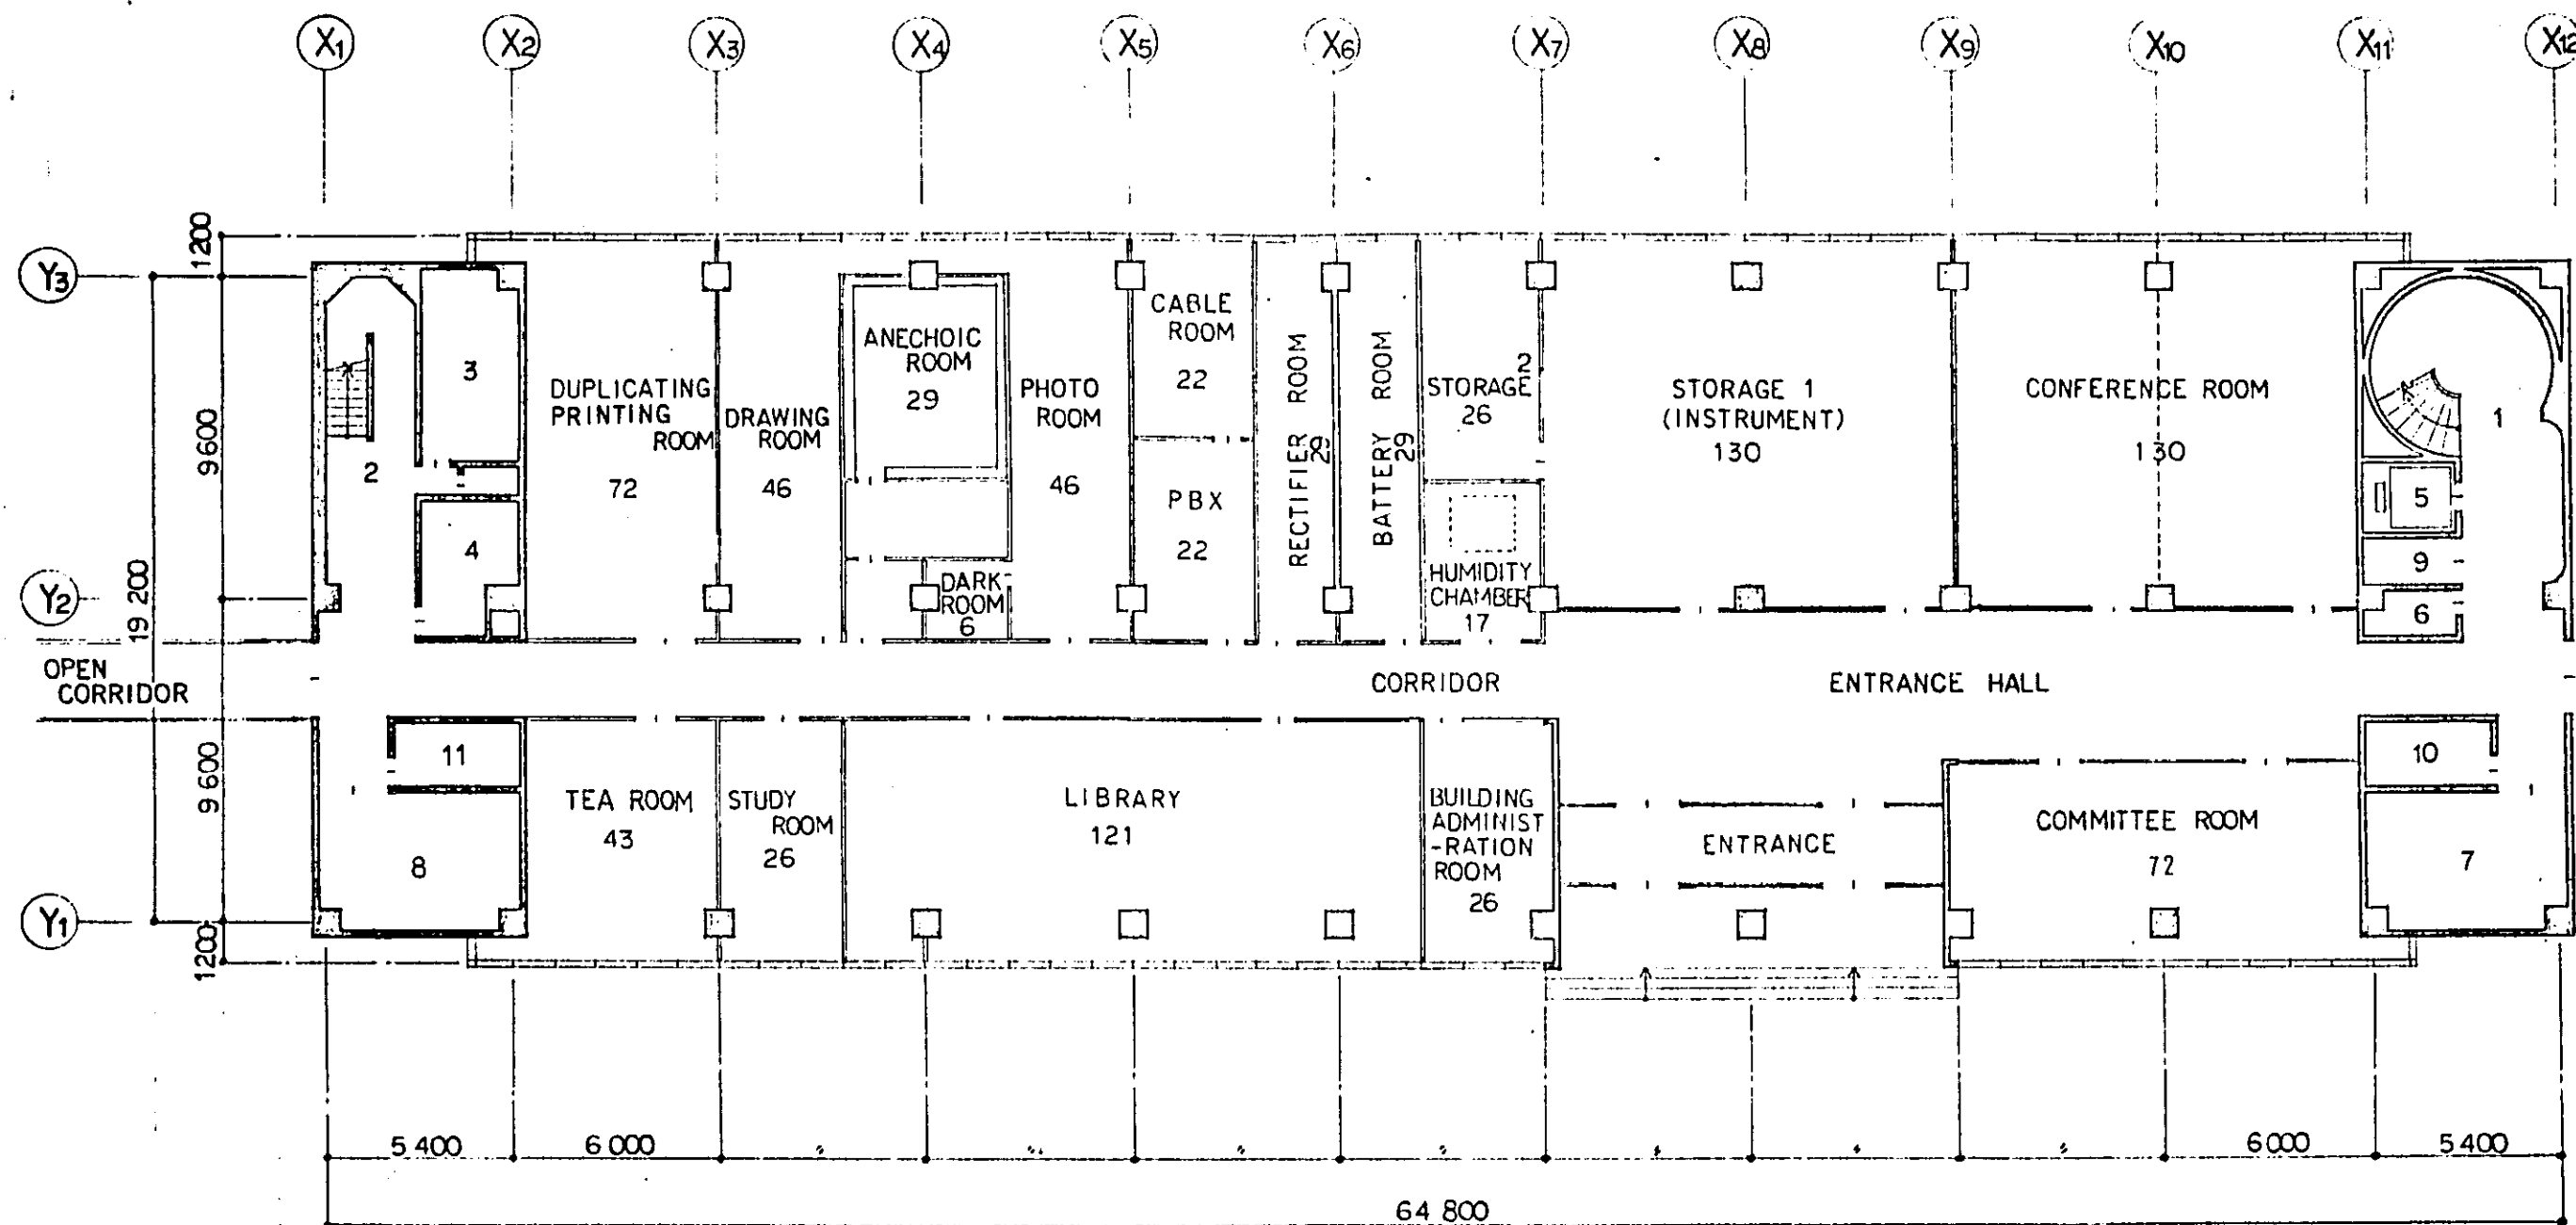 X1 X2 X3 X4 X5 X6 X7 X8 X9 X10 X11 X12
1200
Y3
9600
19 200
Y2
9600
Y1
1200
OPEN
CORRIDOR
2
3
4
11
8
DUPLICATING
PRINTING
ROOM
72
DRAWING
ROOM
46
ANECHOIC
ROOM
29
DARK
ROOM
6
PHOTO
ROOM
46
CABLE
ROOM
22
PBX
22
RECTIFIER ROOM
29
BATTERY ROOM
29
STORAGE 2
26
HUMIDITY
CHAMBER
17
STORAGE 1
(INSTRUMENT)
130
CONFERENCE ROOM
130
1
5
9
6
CORRIDOR
ENTRANCE HALL
TEA ROOM
43
STUDY
ROOM
26
LIBRARY
121
BUILDING
ADMINIST
-RATION
ROOM
26
ENTRANCE
COMMITTEE ROOM
72
10
7
5 400 6 000 〃 〃 〃 〃 〃 〃 〃 6 000 5 400
64 800